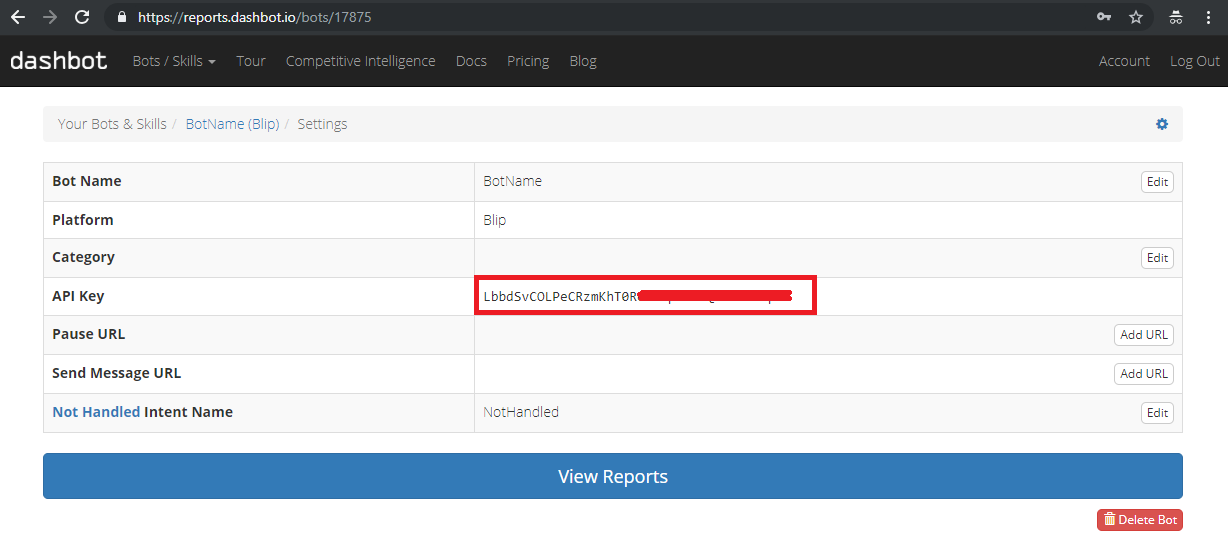 https://reports.dashbot.io/bots/17875
dashbot Bots / Skills Tour Competitive Intelligence Docs Pricing Blog Account Log Out
Your Bots & Skills / BotName (Blip) / Settings
Bot Name BotName Edit
Platform Blip
Category Edit
API Key LbbdSvCOLPeCRzmKhT0R
Pause URL Add URL
Send Message URL Add URL
Not Handled Intent Name NotHandled Edit
View Reports
Delete Bot